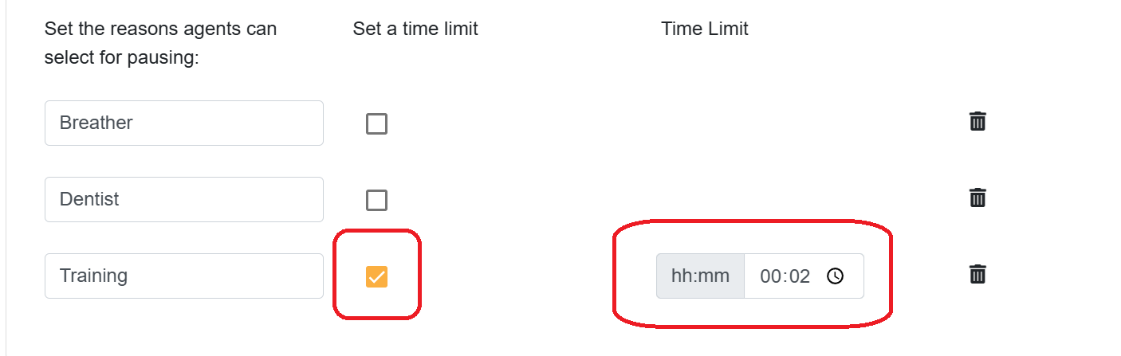 Set the reasons agents can
select for pausing:
Set a time limit
Time Limit
Breather
Dentist
Training
hh:mm 00:02